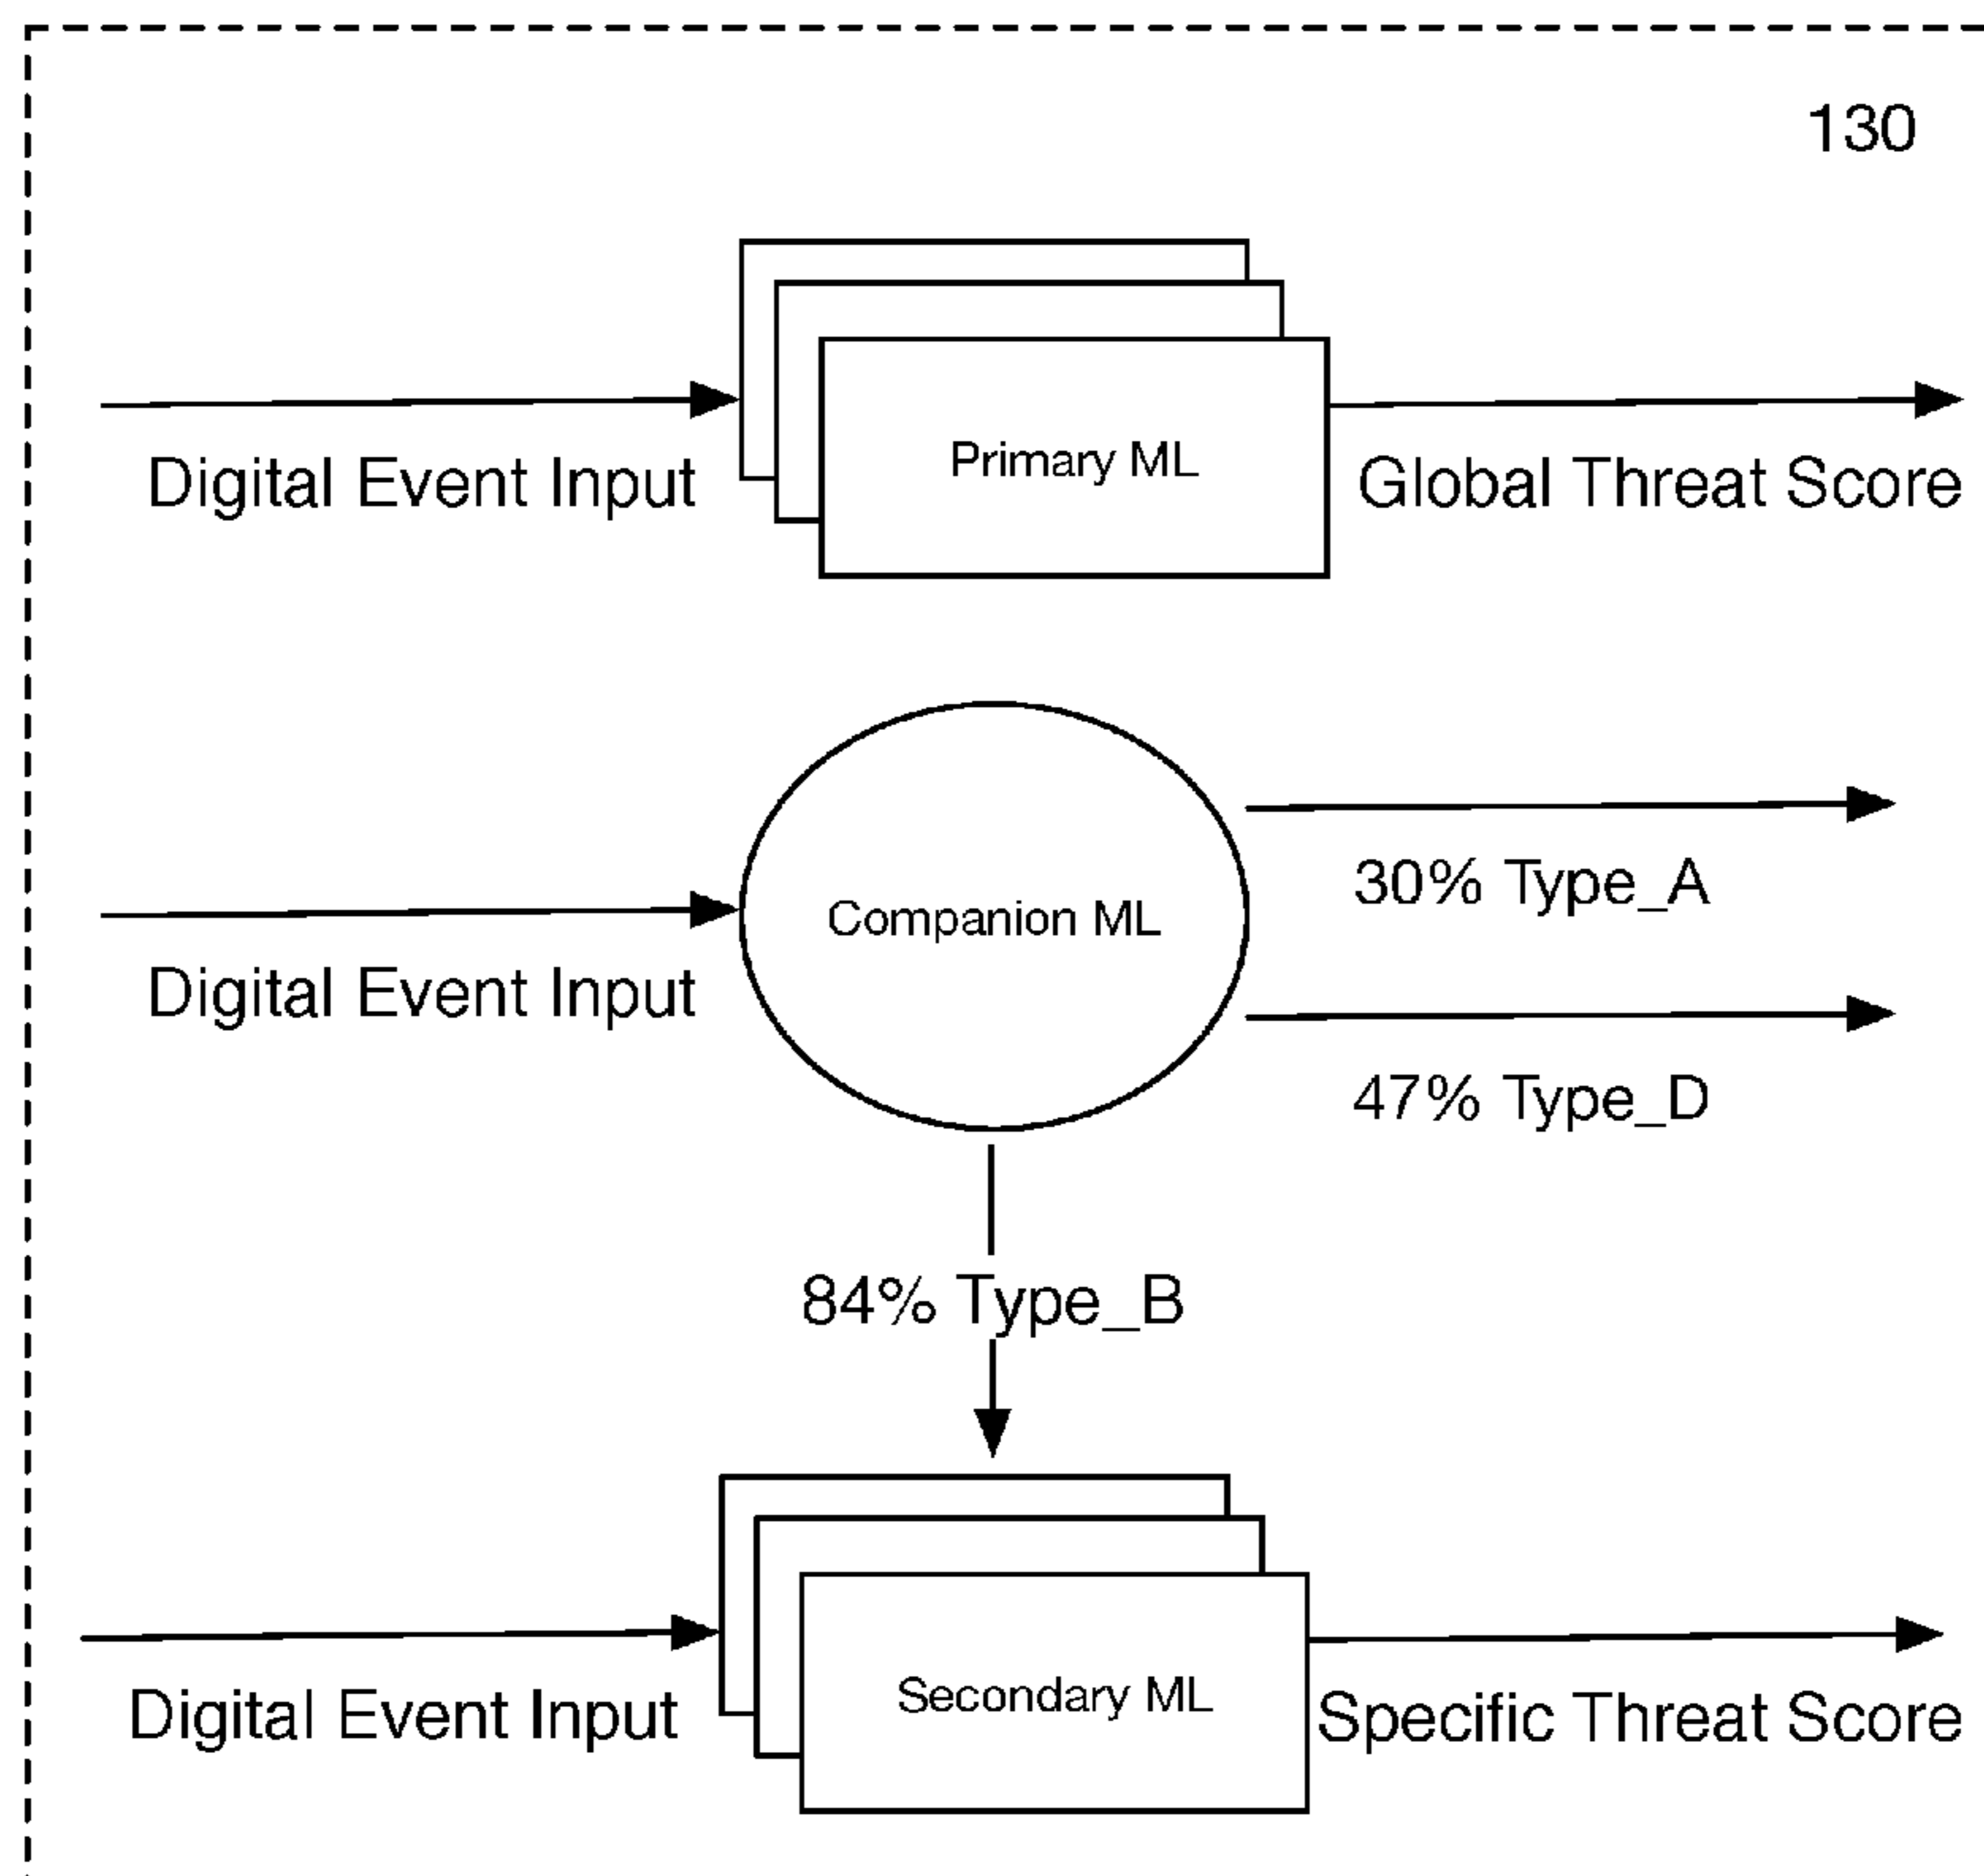 130
Primary ML
Digital Event Input
Global Threat Score
30% Type_A
Companion ML
Digital Event Input
47% Type_D
84% Type_B
Secondary ML
Digital Event Input
Specific Threat Score